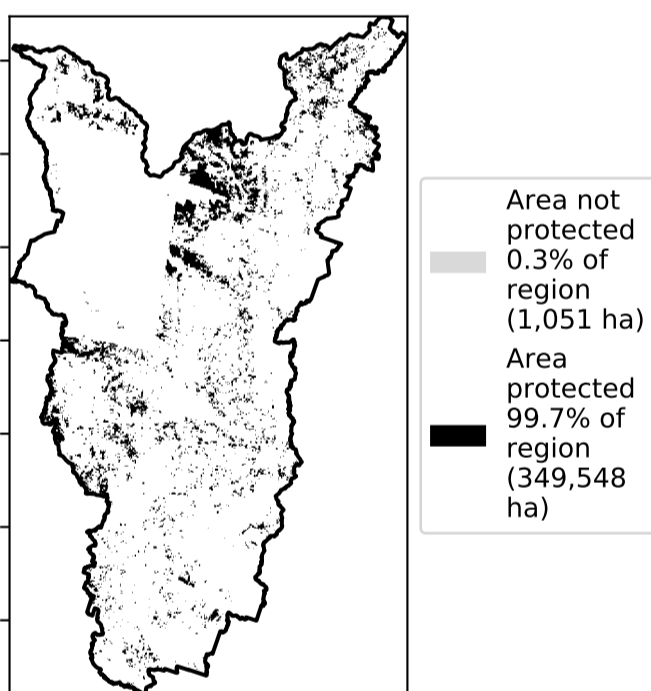 Area not
protected
0.3% of
region
(1,051 ha)
Area
protected
99.7% of
region
(349,548
ha)